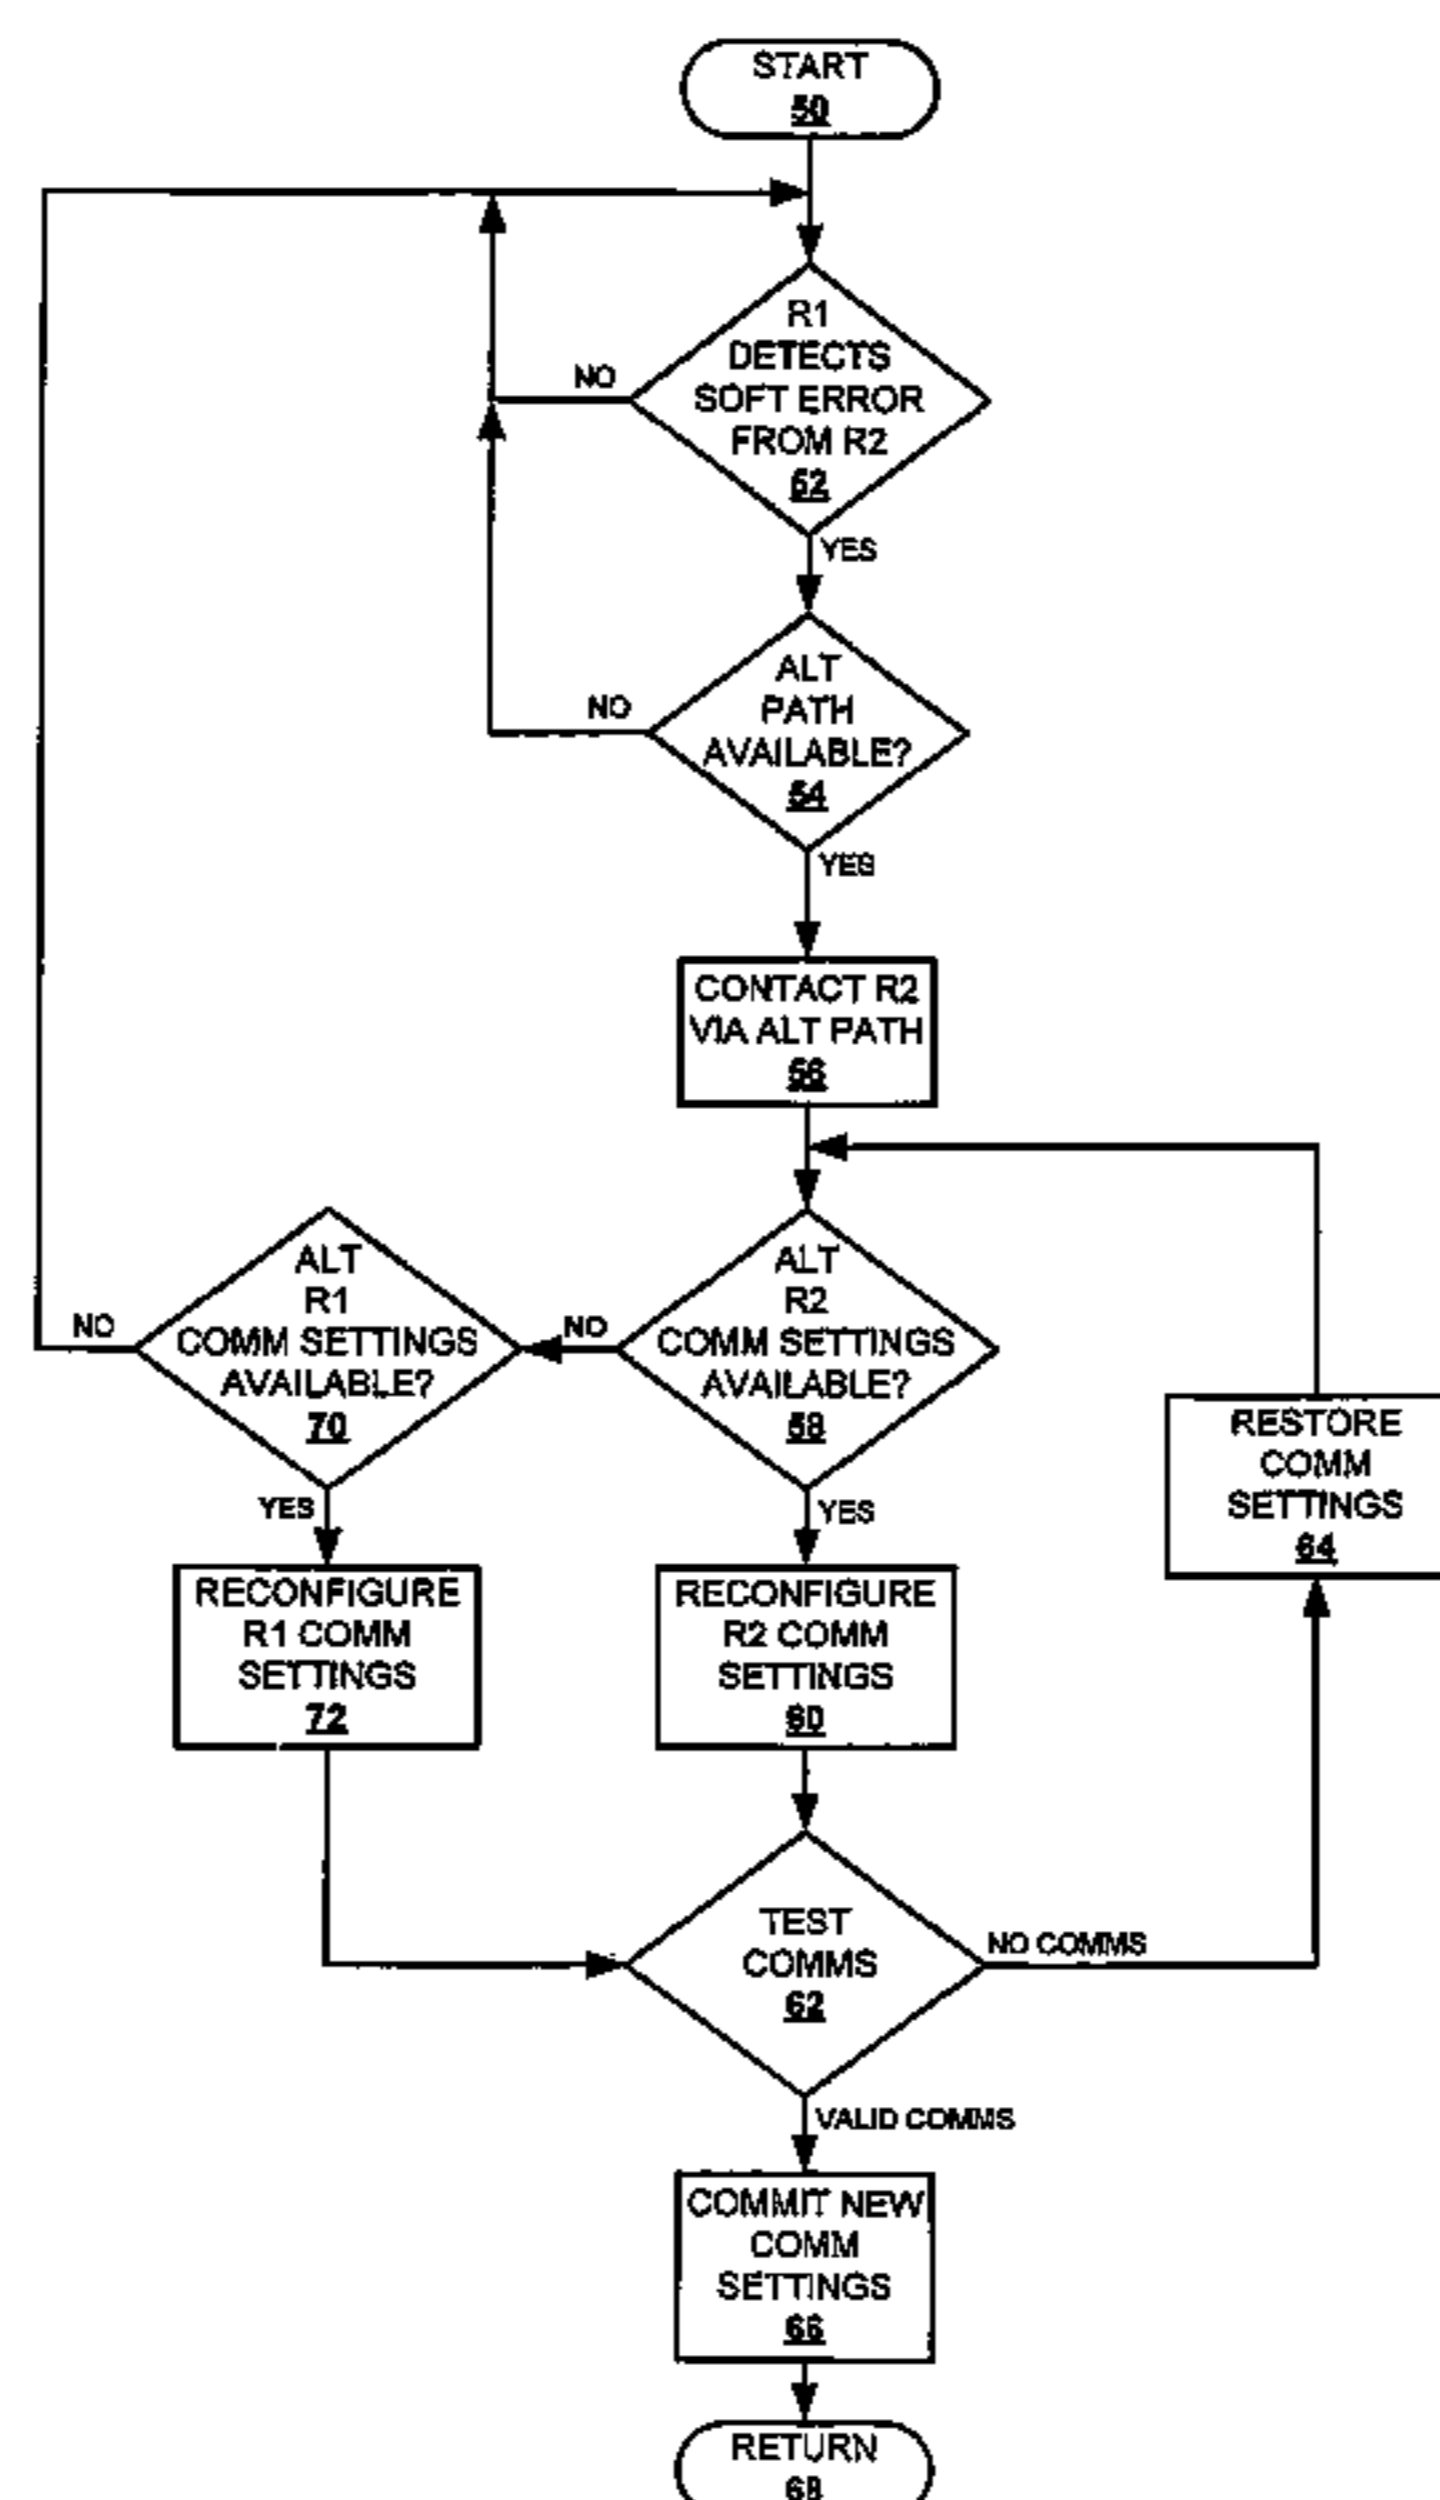 START
50
R1
DETECTS
SOFT ERROR
FROM R2
52
NO
YES
ALT
PATH
AVAILABLE?
54
NO
YES
CONTACT R2
VIA ALT PATH
56
ALT
R1
COMM SETTINGS
AVAILABLE?
70
NO
YES
NO
ALT
R2
COMM SETTINGS
AVAILABLE?
58
YES
RESTORE
COMM
SETTINGS
64
RECONFIGURE
R1 COMM
SETTINGS
72
RECONFIGURE
R2 COMM
SETTINGS
60
TEST
COMMS
62
NO COMMS
VALID COMMS
COMMIT NEW
COMM
SETTINGS
66
RETURN
68